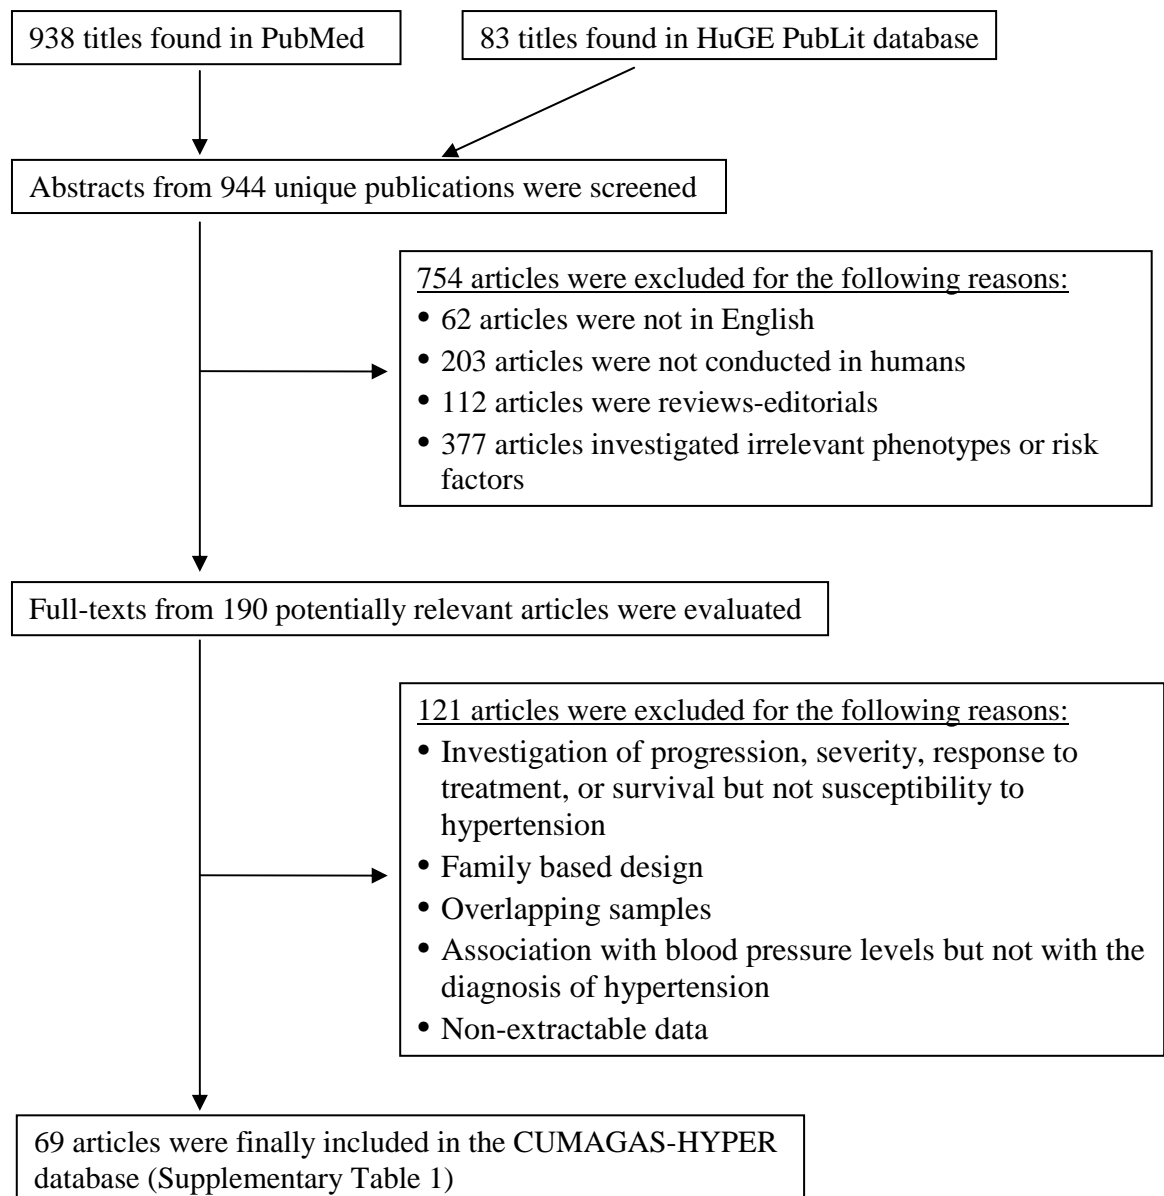 938 titles found in PubMed
83 titles found in HuGE PubLit database
Abstracts from 944 unique publications were screened
754 articles were excluded for the following reasons:
• 62 articles were not in English
• 203 articles were not conducted in humans
• 112 articles were reviews-editorials
• 377 articles investigated irrelevant phenotypes or risk
factors
Full-texts from 190 potentially relevant articles were evaluated
121 articles were excluded for the following reasons:
• Investigation of progression, severity, response to
treatment, or survival but not susceptibility to
hypertension
• Family based design
• Overlapping samples
• Association with blood pressure levels but not with the
diagnosis of hypertension
• Non-extractable data
69 articles were finally included in the CUMAGAS-HYPER
database (Supplementary Table 1)